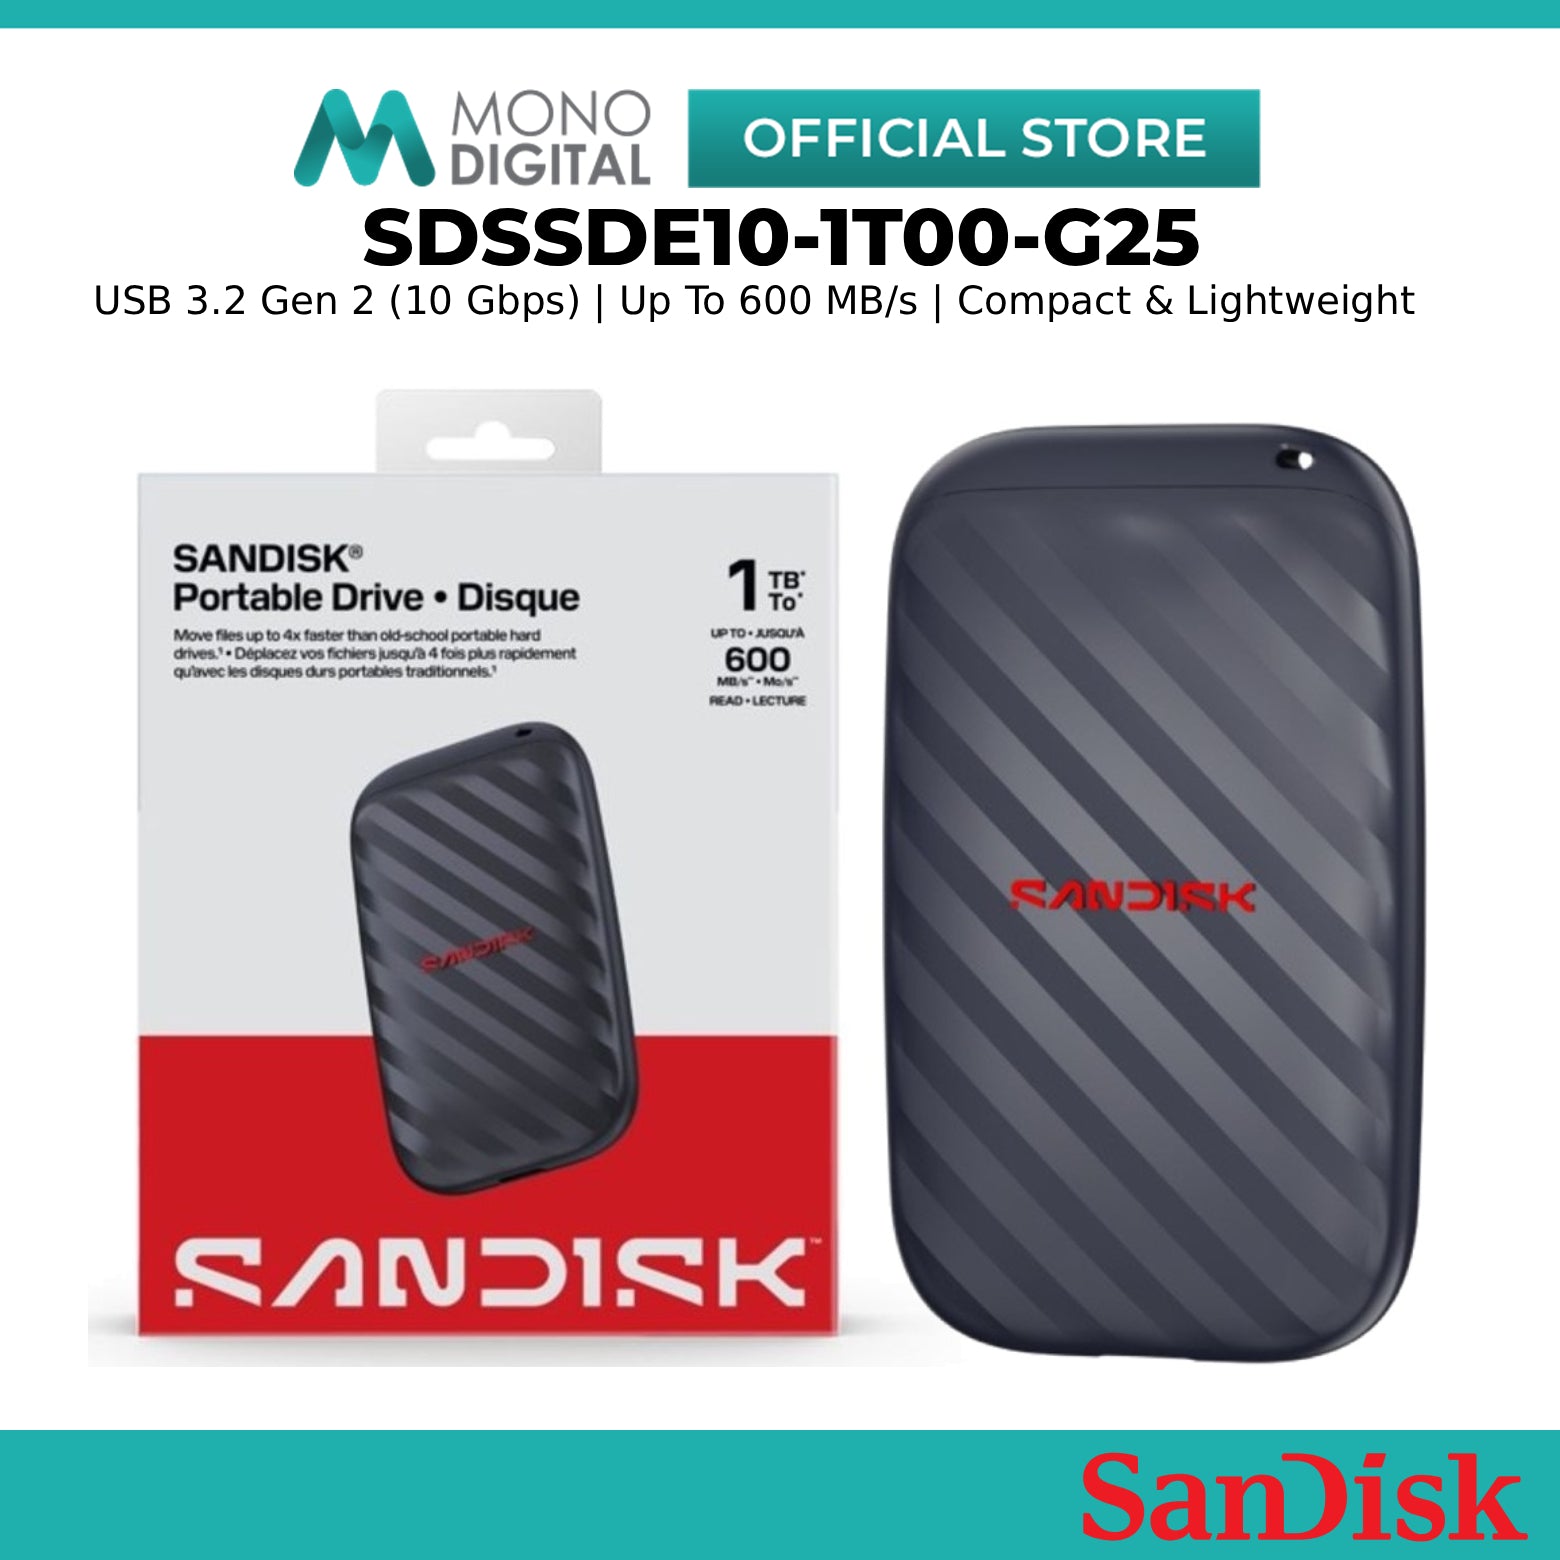 MONO
DIGITAL
OFFICIAL STORE
SDSSDE10-1T00-G25
USB 3.2 Gen 2 (10 Gbps) | Up To 600 MB/s | Compact & Lightweight
SANDISK®
Portable Drive • Disque
Move files up to 4x faster than old-school portable hard
drives.¹ • Déplacez vos fichiers jusqu'à 4 fois plus rapidement
qu'avec les disques durs portables traditionnels.¹
1 TB*
To*
UP TO • JUSQU'À
600
MB/s** • Mo/s**
READ • LECTURE
SANDISK
SANDISK™
SANDISK
SanDisk